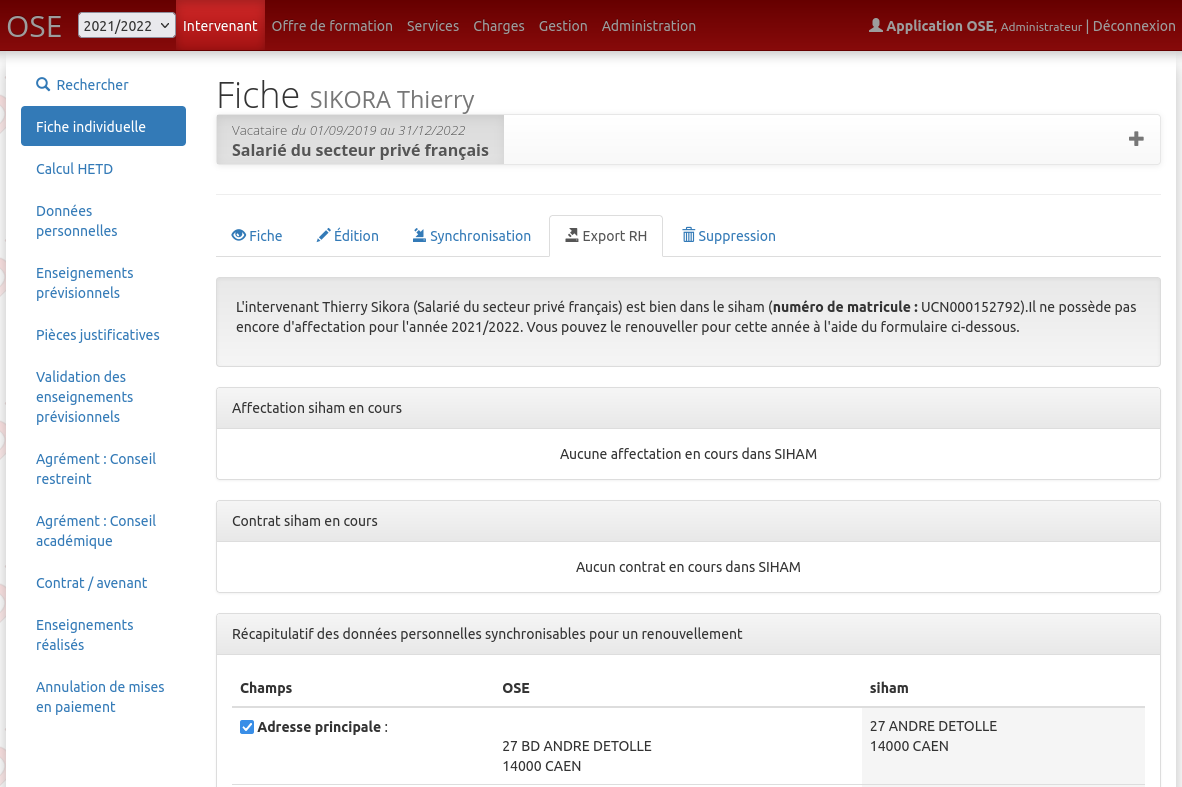 OSE 2021/2022 Intervenant Offre de formation Services Charges Gestion Administration Application OSE, Administrateur | Déconnexion
Rechercher
Fiche individuelle
Calcul HETD
Données
personnelles
Enseignements
prévisionnels
Pièces justificatives
Validation des
enseignements
prévisionnels
Agrément : Conseil
restreint
Agrément : Conseil
académique
Contrat / avenant
Enseignements
réalisés
Annulation de mises
en paiement
Fiche SIKORA Thierry
Vacataire du 01/09/2019 au 31/12/2022
Salarié du secteur privé français
Fiche Édition Synchronisation Export RH Suppression
L'intervenant Thierry Sikora (Salarié du secteur privé français) est bien dans le siham (numéro de matricule : UCN000152792).Il ne possède pas
encore d'affectation pour l'année 2021/2022. Vous pouvez le renouveller pour cette année à l'aide du formulaire ci-dessous.
Affectation siham en cours
Aucune affectation en cours dans SIHAM
Contrat siham en cours
Aucun contrat en cours dans SIHAM
Récapitulatif des données personnelles synchronisables pour un renouvellement
Champs OSE siham
Adresse principale :
27 BD ANDRE DETOLLE
14000 CAEN
27 ANDRE DETOLLE
14000 CAEN